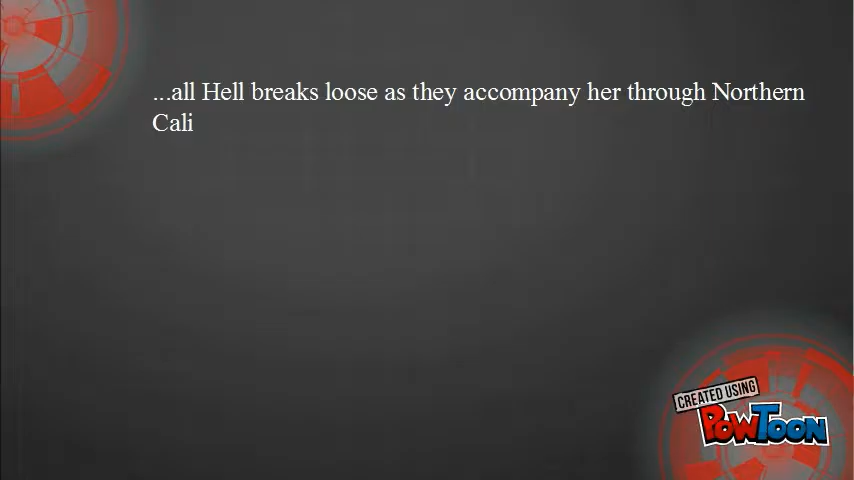 ...all Hell breaks loose as they accompany her through Northern
Cali
CREATED USING
POWTOON